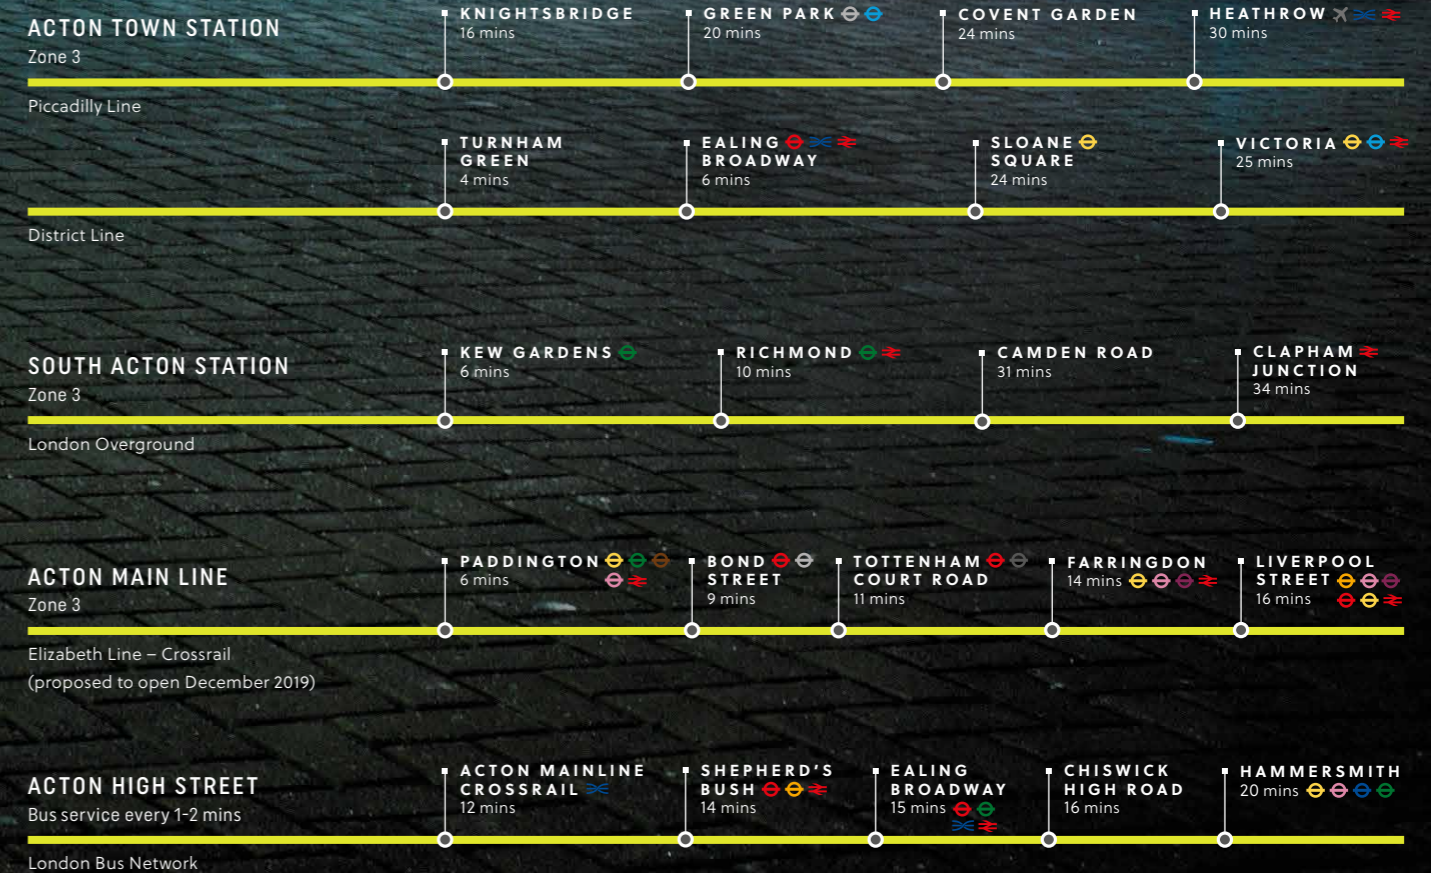 ACTON TOWN STATION
Zone 3
KNIGHTSBRIDGE
16 mins
GREEN PARK
20 mins
COVENT GARDEN
24 mins
HEATHROW
30 mins
Piccadilly Line
TURNHAM
GREEN
4 mins
EALING
BROADWAY
6 mins
SLOANE
SQUARE
24 mins
VICTORIA
25 mins
District Line
SOUTH ACTON STATION
Zone 3
KEW GARDENS
6 mins
RICHMOND
10 mins
CAMDEN ROAD
31 mins
CLAPHAM
JUNCTION
34 mins
London Overground
ACTON MAIN LINE
Zone 3
PADDINGTON
6 mins
BOND
STREET
9 mins
TOTTENHAM
COURT ROAD
11 mins
FARRINGDON
14 mins
LIVERPOOL
STREET
16 mins
Elizabeth Line – Crossrail
(proposed to open December 2019)
ACTON HIGH STREET
Bus service every 1-2 mins
ACTON MAINLINE
CROSSRAIL
12 mins
SHEPHERD'S
BUSH
14 mins
EALING
BROADWAY
15 mins
CHISWICK
HIGH ROAD
16 mins
HAMMERSMITH
20 mins
London Bus Network